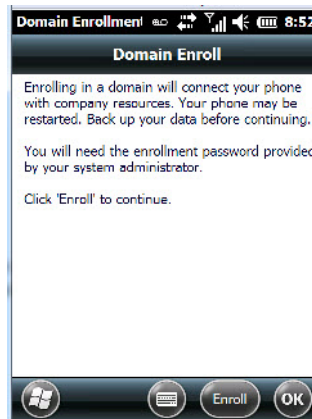 Domain Enrollment 8:52
Domain Enroll
Enrolling in a domain will connect your phone
with company resources. Your phone may be
restarted. Back up your data before continuing.
You will need the enrollment password provided
by your system administrator.
Click 'Enroll' to continue.
Enroll OK